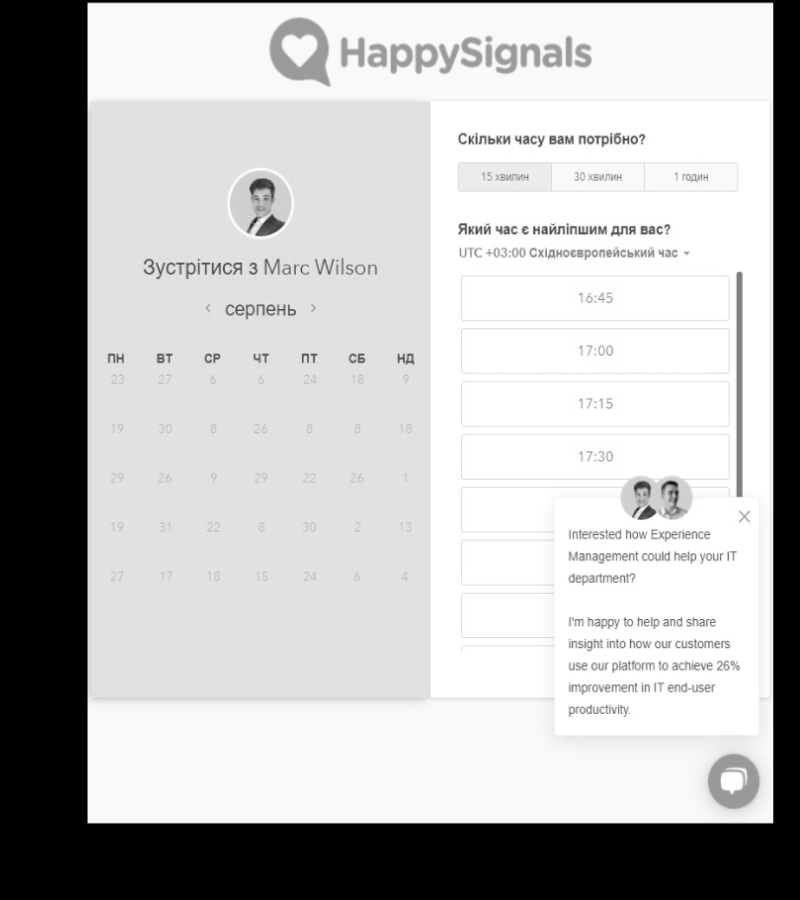 HappySignals
Зустрітися з Marc Wilson
серпень
ПН ВТ СР ЧТ ПТ СБ НД
23 27 6 6 24 18 9
19 30 8 26 8 8 18
29 26 9 29 22 26 1
19 31 22 8 30 2 13
27 17 18 15 24 6 4
Скільки часу вам потрібно?
15 хвилин 30 хвилин 1 годин
Який час є найліпшим для вас?
UTC +03:00 Східноєвропейський час
16:45
17:00
17:15
17:30
Interested how Experience
Management could help your IT
department?
I'm happy to help and share
insight into how our customers
use our platform to achieve 26%
improvement in IT end-user
productivity.